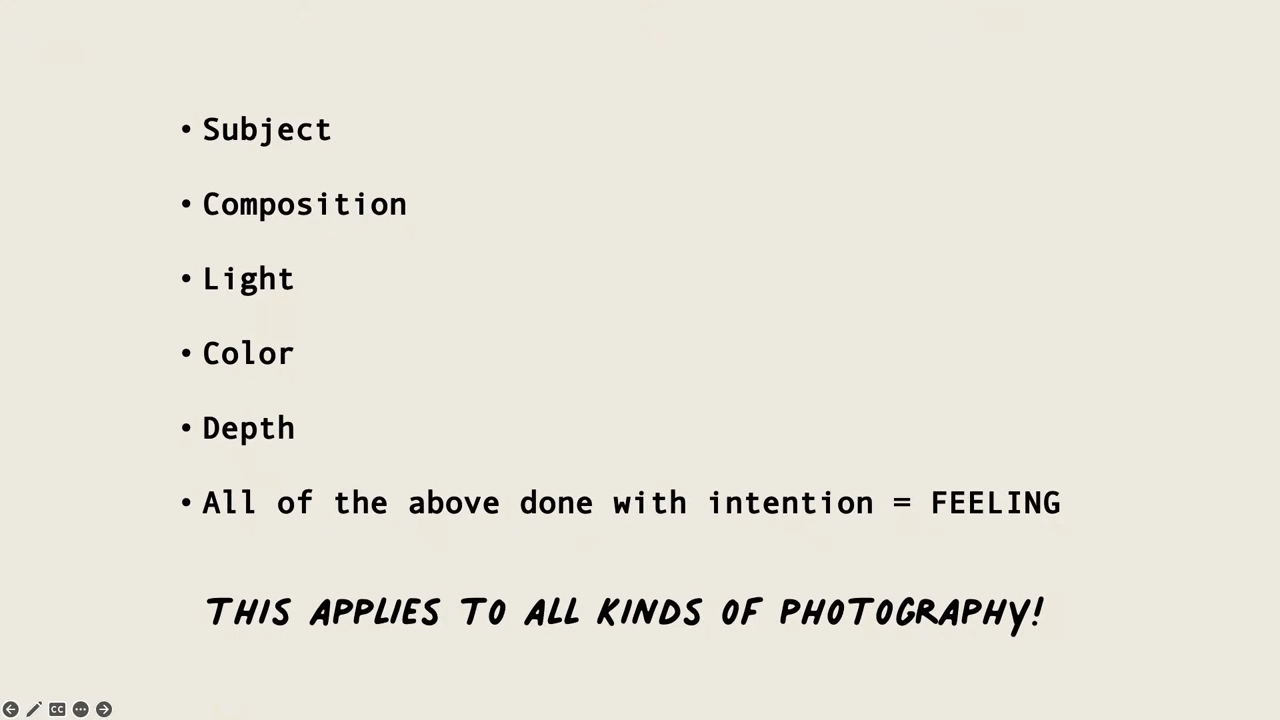 • Subject
• Composition
• Light
• Color
• Depth
• All of the above done with intention = FEELING
THIS APPLIES TO ALL KINDS OF PHOTOGRAPHY!
CC